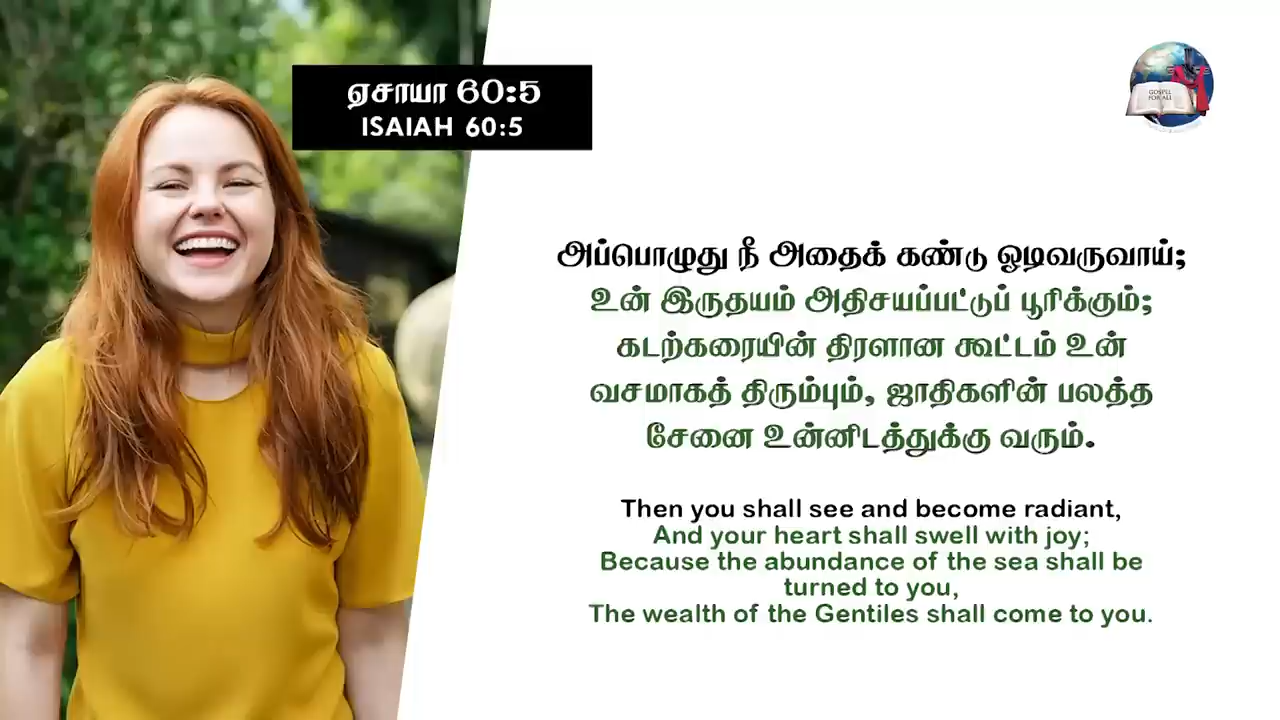 ஏசாயா 60:5
ISAIAH 60:5
GOSPEL
FOR ALL
அப்பொழுது நீ அதைக் கண்டு ஓடிவருவாய்;
உன் இருதயம் அதிசயப்பட்டுப் பூரிக்கும்;
கடற்கரையின் திரளான கூட்டம் உன்
வசமாகத் திரும்பும், ஜாதிகளின் பலத்த
சேனை உன்னிடத்துக்கு வரும்.
Then you shall see and become radiant,
And your heart shall swell with joy;
Because the abundance of the sea shall be
turned to you,
The wealth of the Gentiles shall come to you.